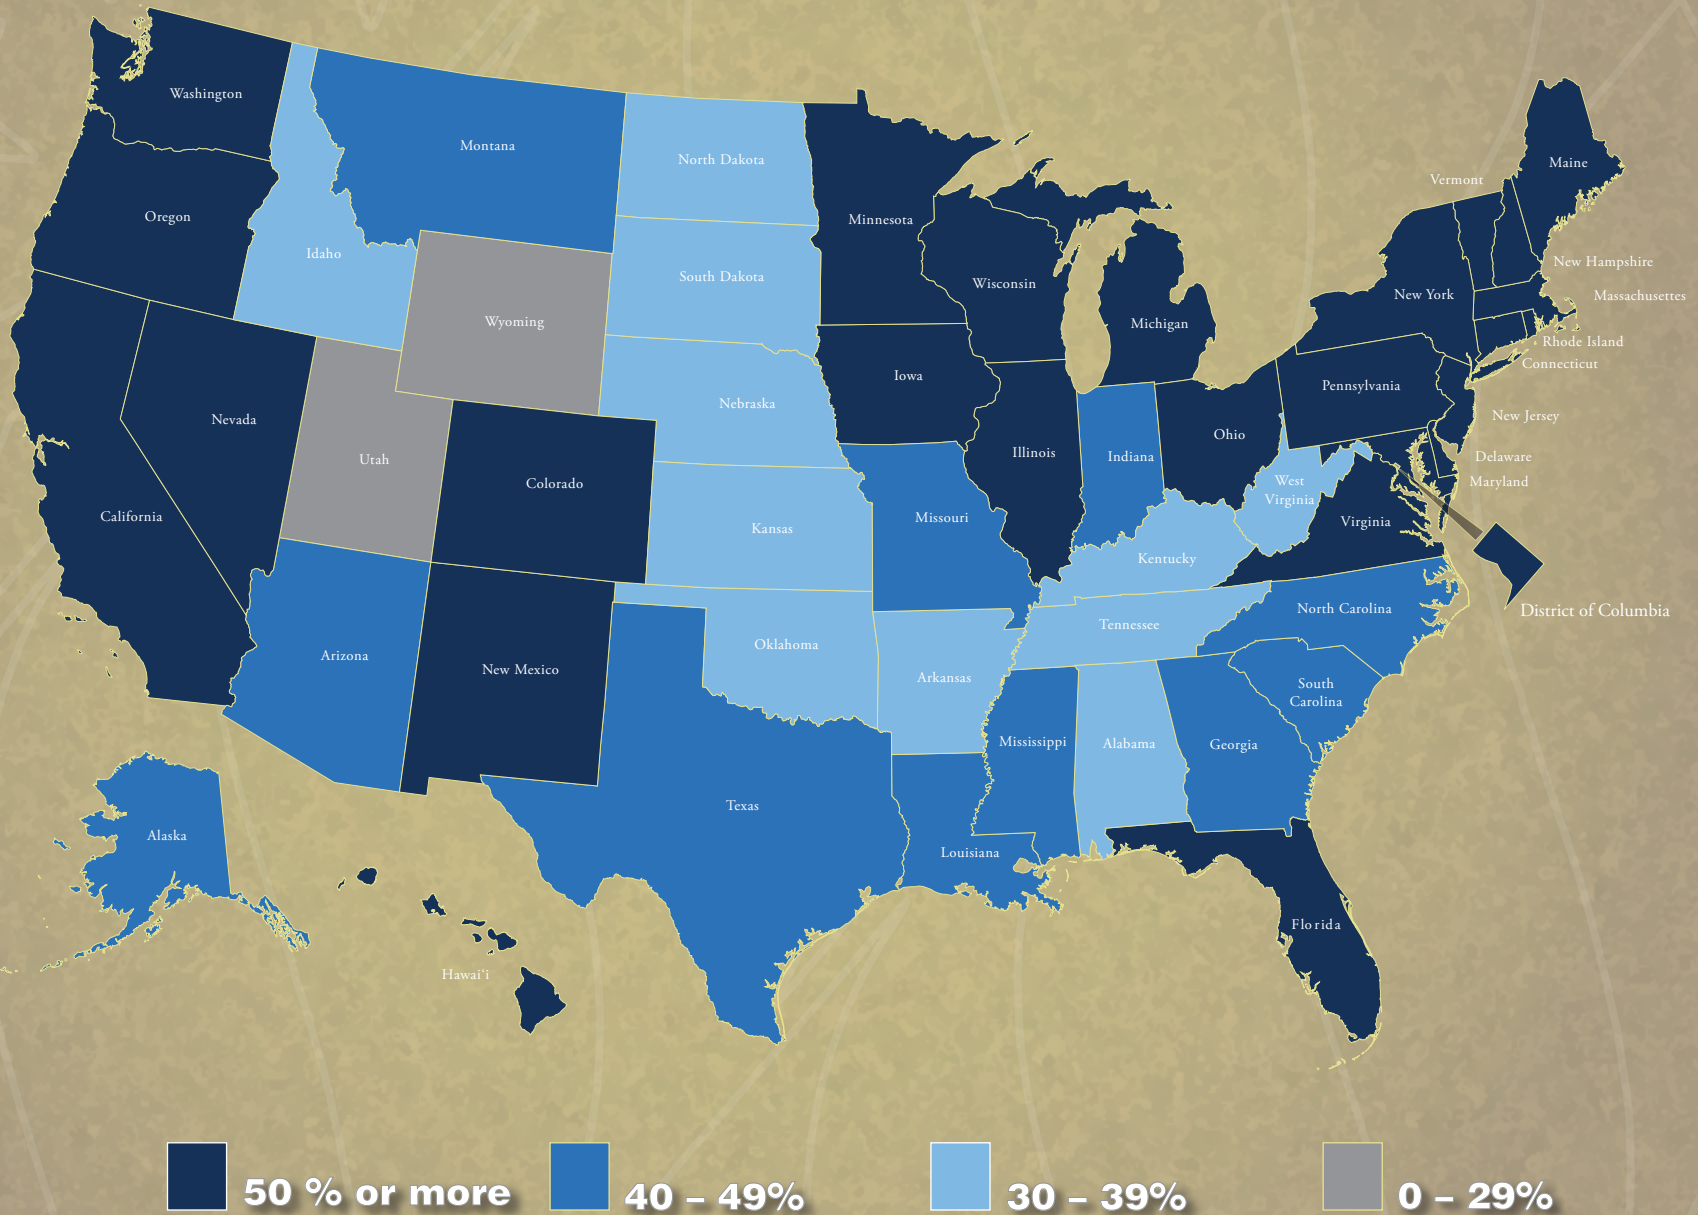 Washington
Montana
North Dakota
Minnesota
Maine
Vermont
Oregon
Idaho
South Dakota
Wisconsin
New Hampshire
New York
Massachusetts
Wyoming
Michigan
Rhode Island
Connecticut
Iowa
Pennsylvania
Nebraska
New Jersey
Nevada
Ohio
Utah
Illinois
Indiana
Delaware
Colorado
West
Virginia
Maryland
California
Missouri
Virginia
Kansas
Kentucky
North Carolina
District of Columbia
Tennessee
Oklahoma
Arizona
New Mexico
Arkansas
South
Carolina
Mississippi
Alabama
Georgia
Texas
Alaska
Louisiana
Florida
Hawai‘i
50 % or more
40 – 49%
30 – 39%
0 – 29%